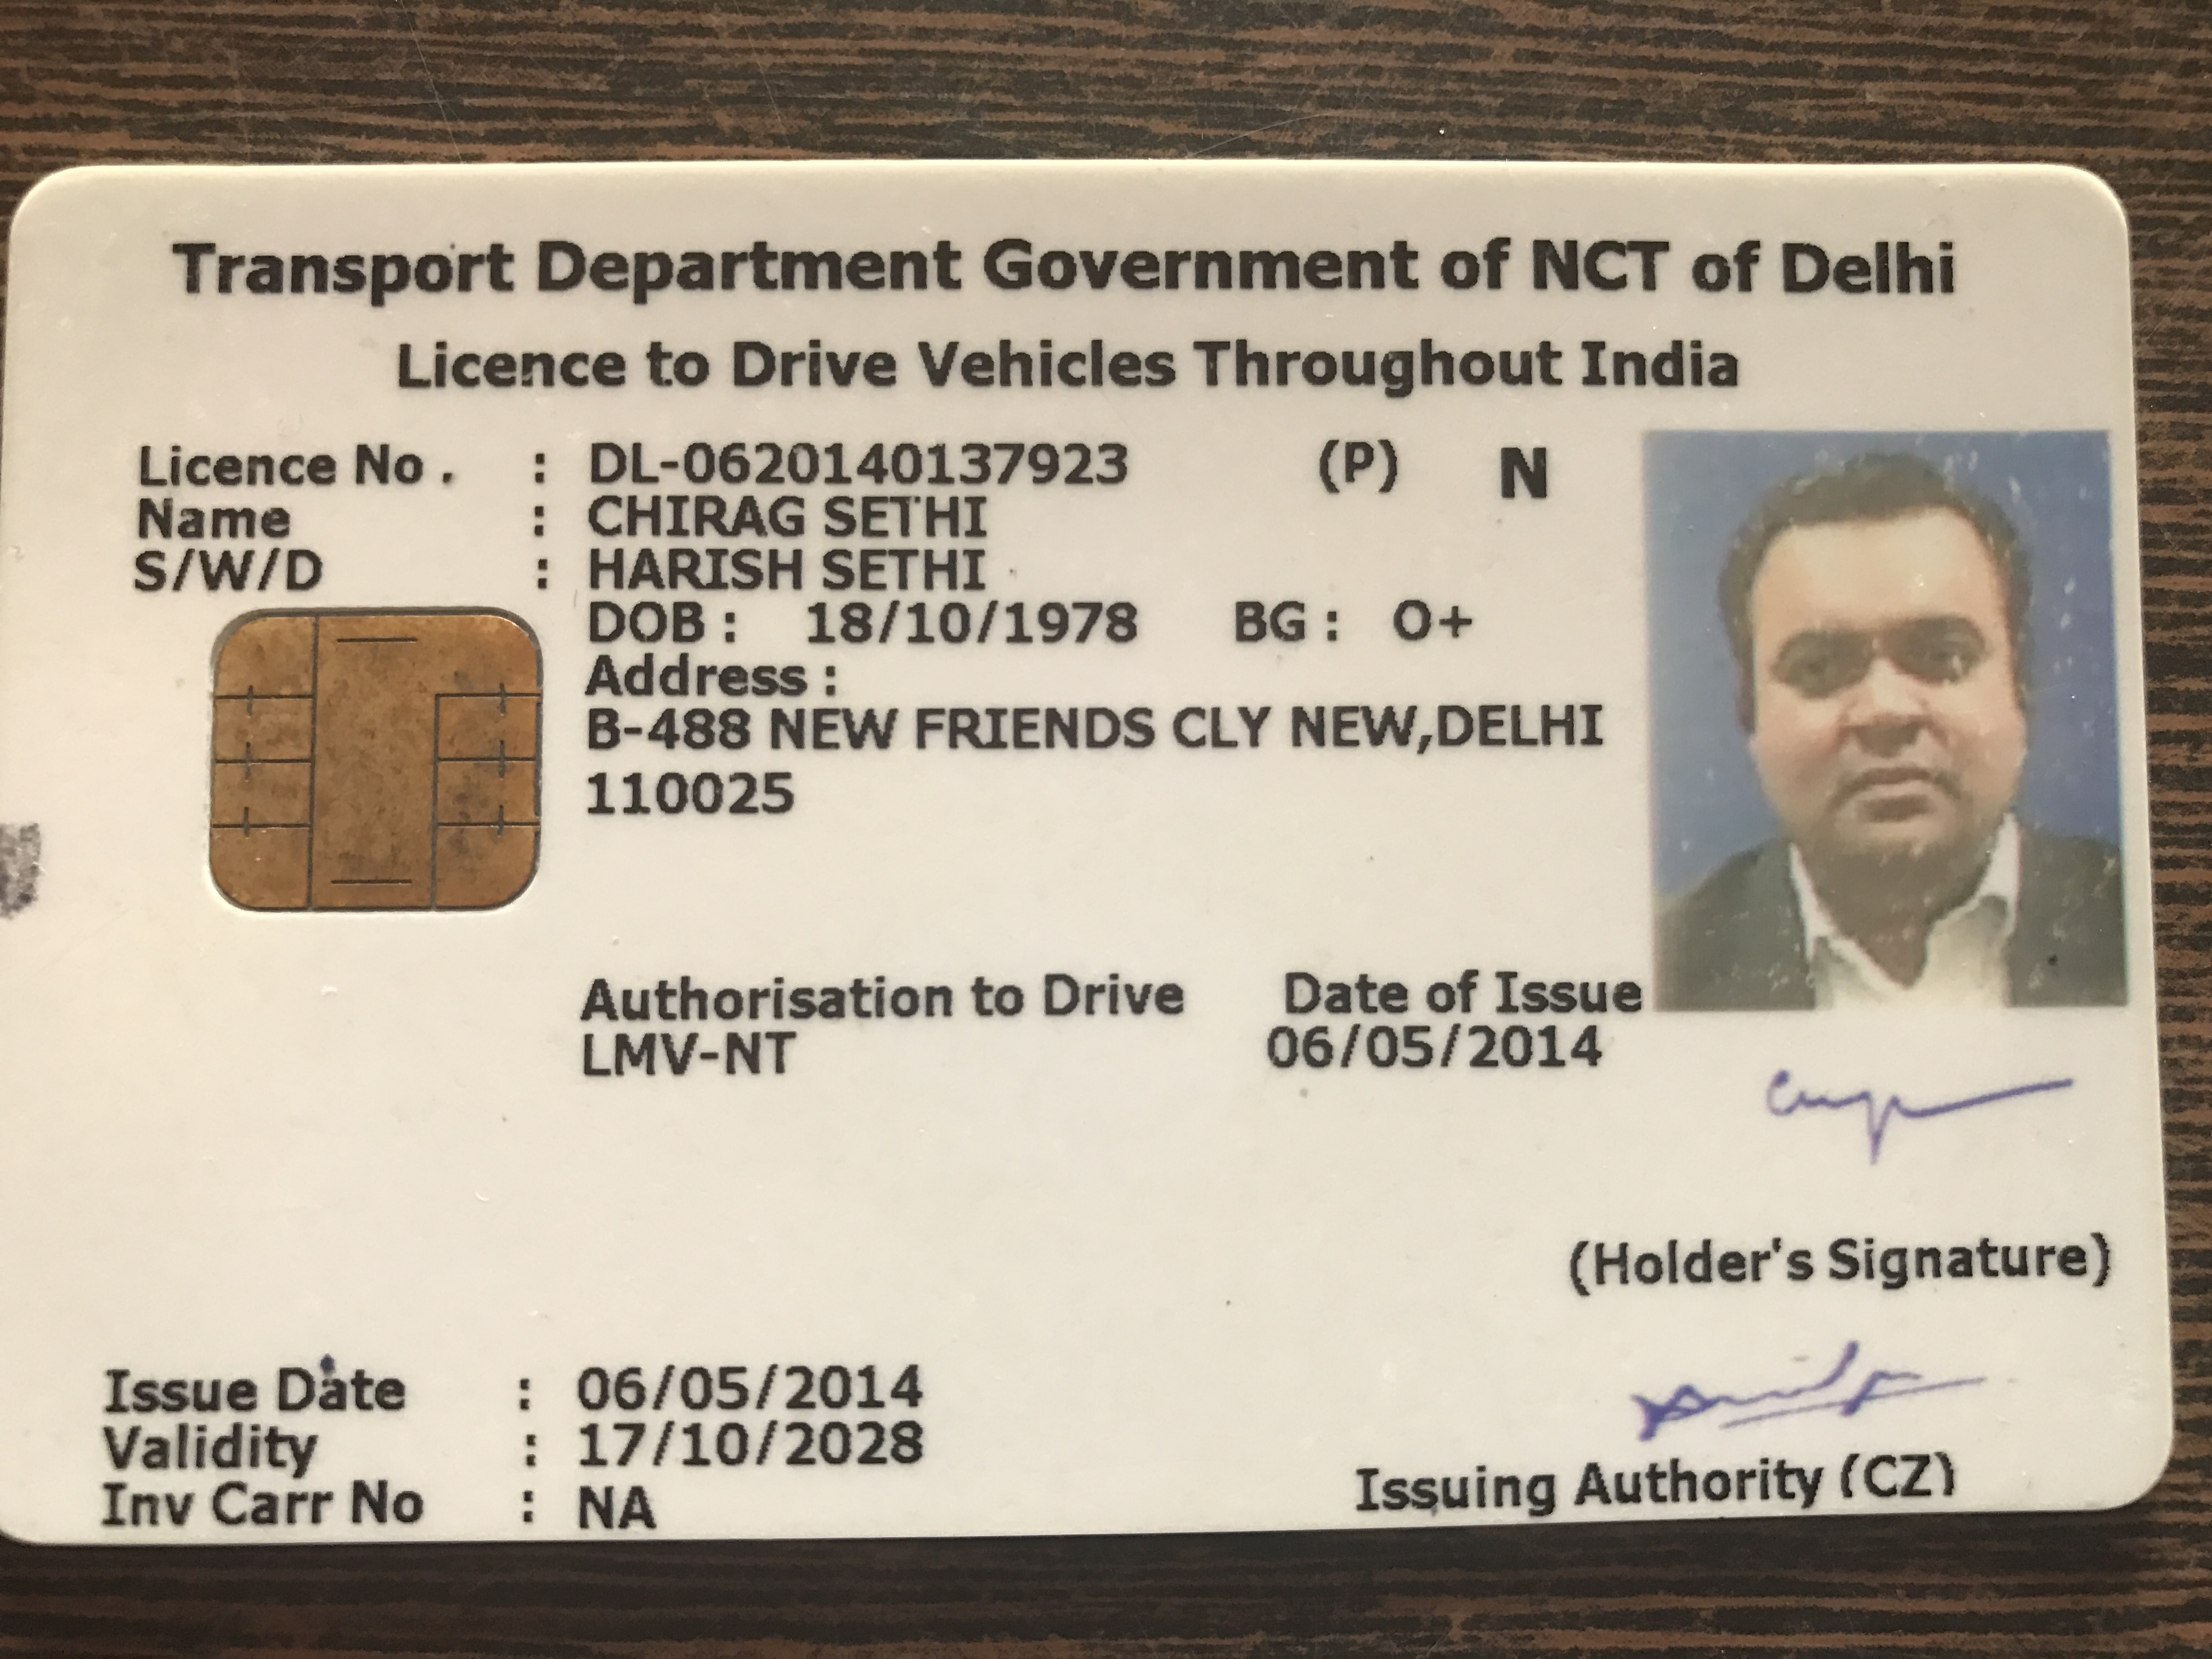 Transport Department Government of NCT of Delhi
Licence to Drive Vehicles Throughout India
Licence No. : DL-0620140137923 (P) N
Name : CHIRAG SETHI
S/W/D : HARISH SETHI
DOB : 18/10/1978 BG : O+
Address :
B-488 NEW FRIENDS CLY NEW,DELHI
110025
Authorisation to Drive Date of Issue
LMV-NT 06/05/2014
(Holder's Signature)
Issue Date : 06/05/2014
Validity : 17/10/2028
Inv Carr No : NA
Issuing Authority (CZ)